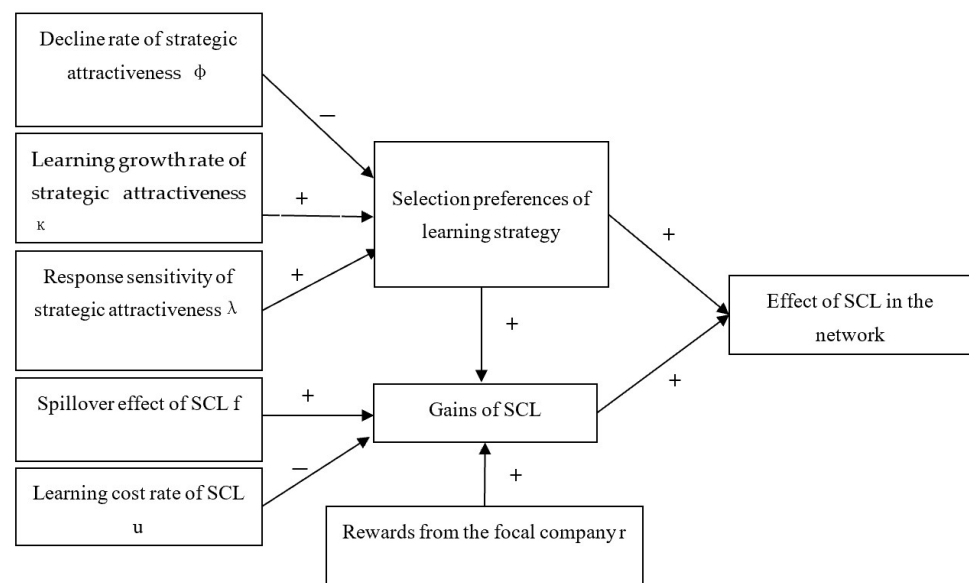 Decline rate of strategic
attractiveness ф
−
Learning growth rate of
strategic attractiveness
κ
+
Selection preferences of
learning strategy
+
Response sensitivity of
strategic attractiveness λ
+
+
Effect of SCL in the
network
Spillover effect of SCL f
+
Gains of SCL
+
Learning cost rate of SCL
u
−
+
Rewards from the focal company r